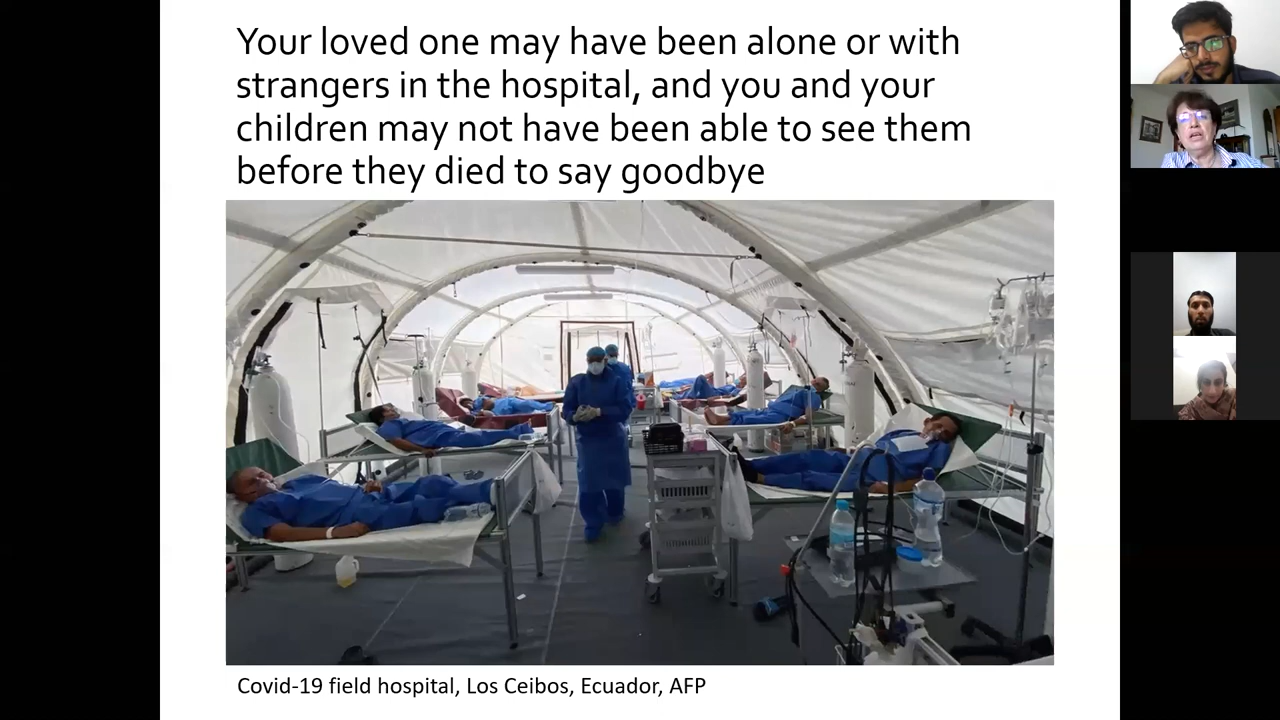 Your loved one may have been alone or with
strangers in the hospital, and you and your
children may not have been able to see them
before they died to say goodbye
Covid-19 field hospital, Los Ceibos, Ecuador, AFP